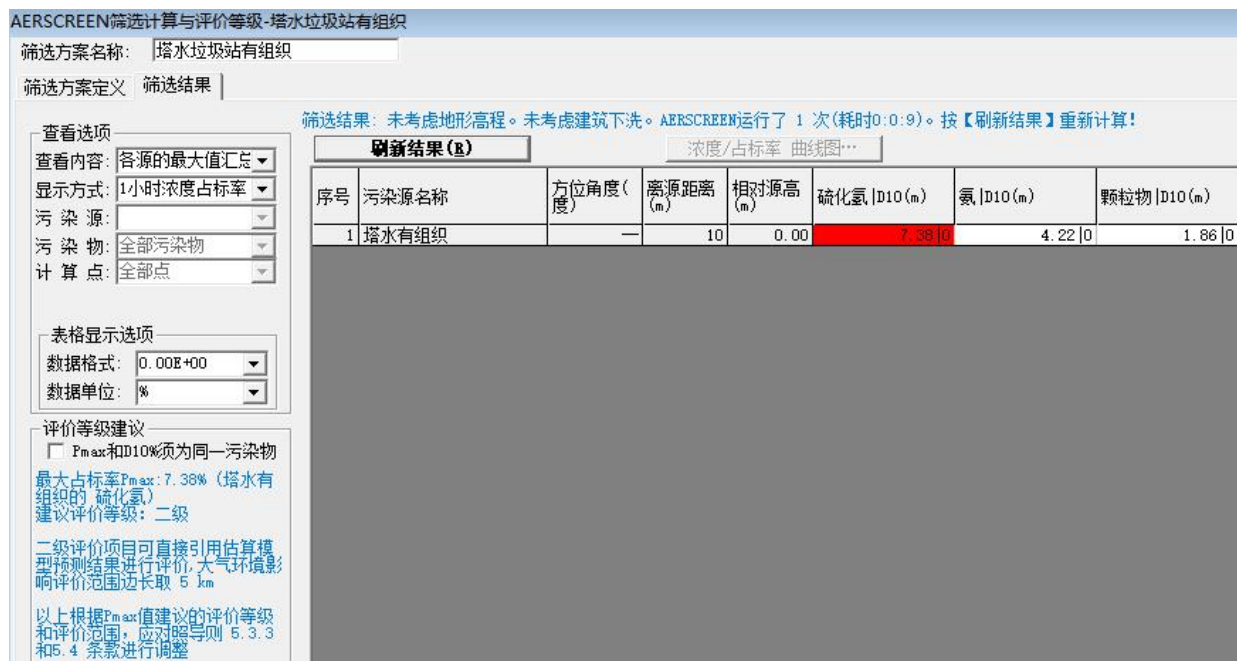 AERSCREEN筛选计算与评价等级-塔水垃圾站有组织
筛选方案名称: 塔水垃圾站有组织
筛选方案定义 筛选结果
筛选结果: 未考虑地形高程。未考虑建筑下洗。AERSCREEN运行了 1 次(耗时0:0:9)。按【刷新结果】重新计算!
刷新结果(R) 浓度/占标率 曲线图…
查看选项
查看内容: 各源的最大值汇总
显示方式: 1小时浓度占标率
污 染 源:
污 染 物: 全部污染物
计 算 点: 全部点
表格显示选项
数据格式: 0.00E+00
数据单位: %
评价等级建议
Pmax和D10%须为同一污染物
最大占标率Pmax:7.38% (塔水有
组织的 硫化氢)
建议评价等级: 二级
二级评价项目可直接引用估算模
型预测结果进行评价,大气环境影
响评价范围边长取 5 km
以上根据Pmax值建议的评价等级
和评价范围, 应对照导则 5.3.3
和5.4 条款进行调整
序号 污染源名称 方位角度(度) 离源距离(m) 相对源高(m) 硫化氢|D10(m) 氨|D10(m) 颗粒物|D10(m)
1 塔水有组织 — 10 0.00 7.38|0 4.22|0 1.86|0